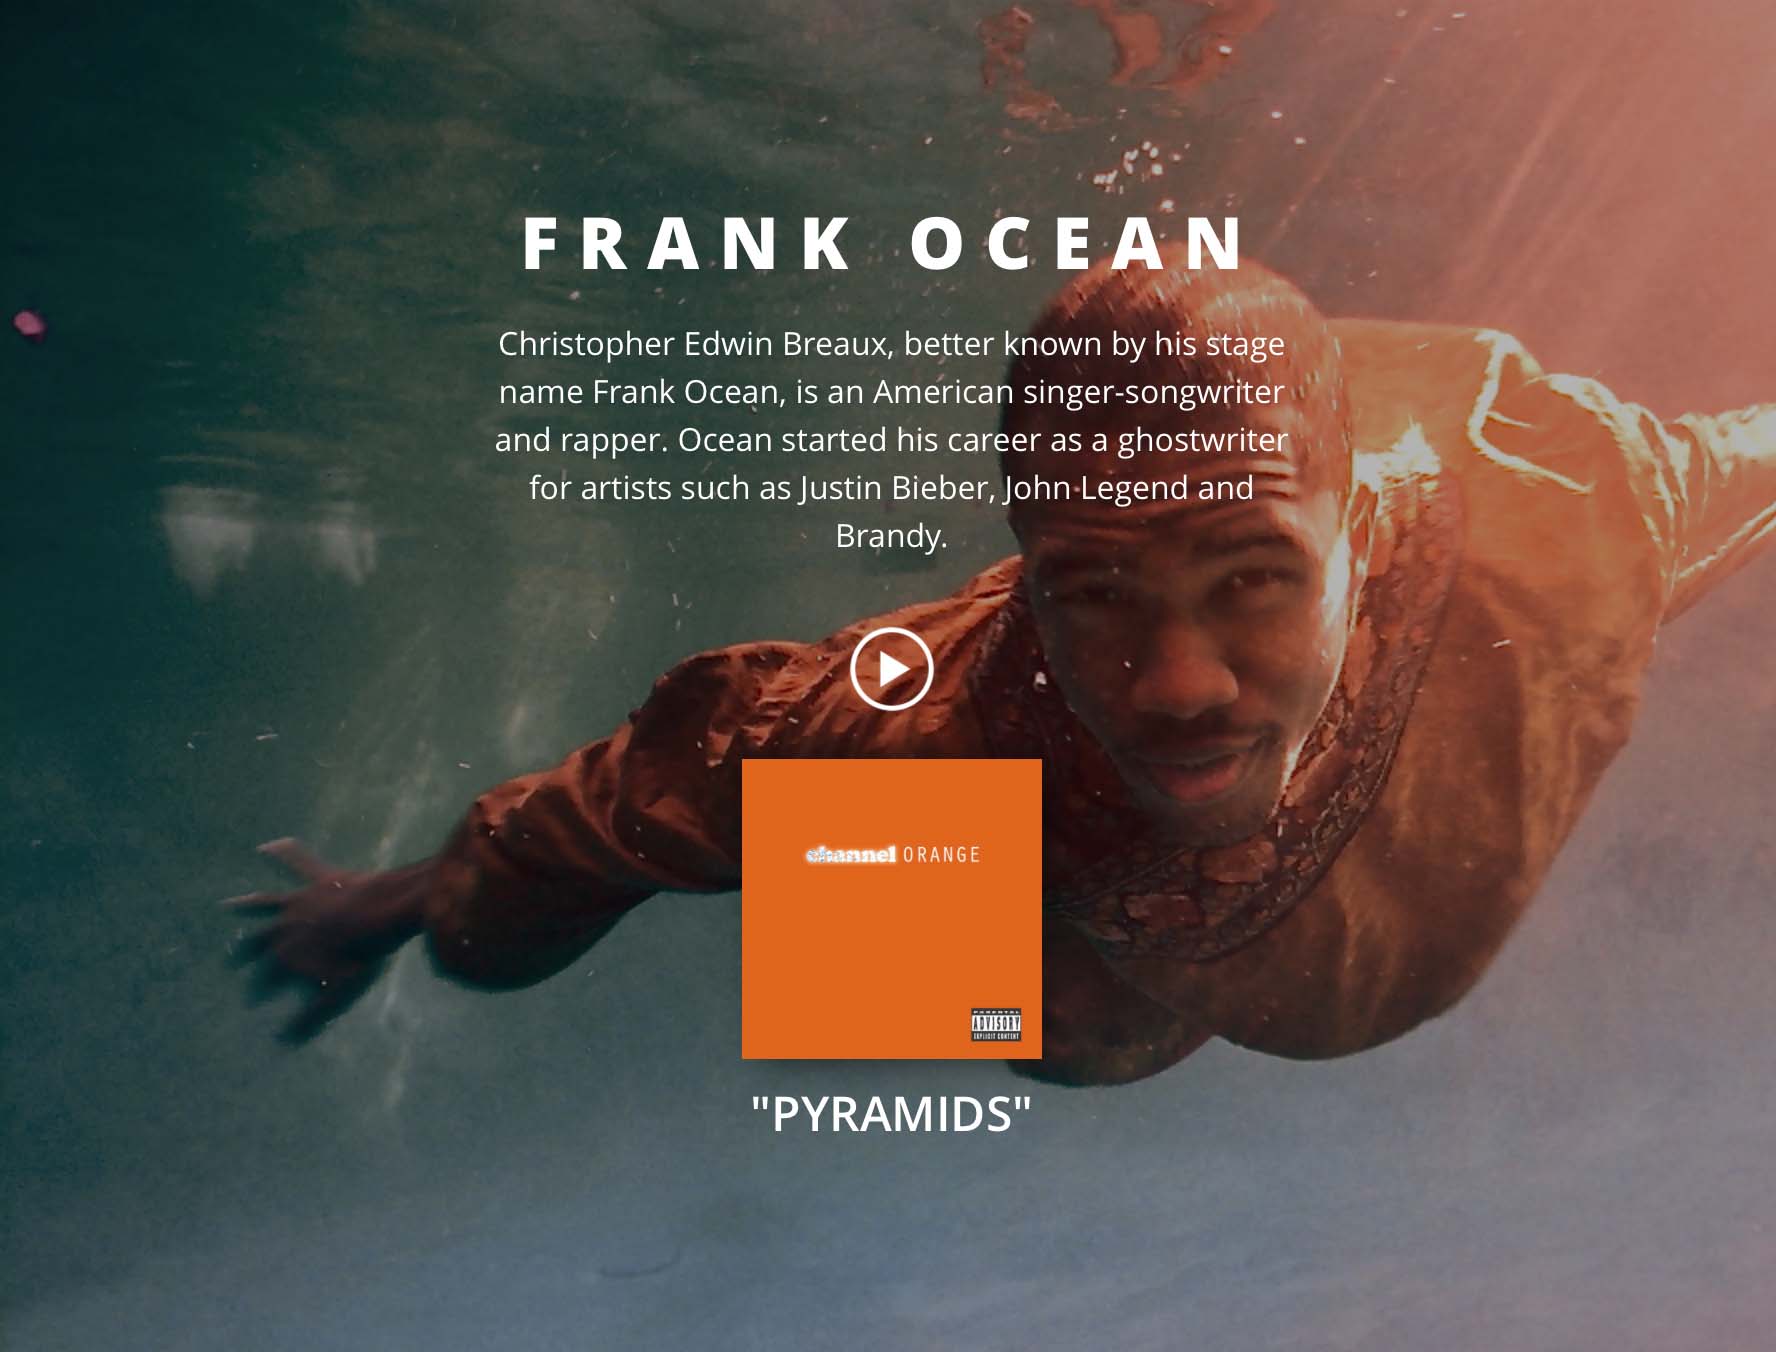 FRANK OCEAN
Christopher Edwin Breaux, better known by his stage
name Frank Ocean, is an American singer-songwriter
and rapper. Ocean started his career as a ghostwriter
for artists such as Justin Bieber, John Legend and
Brandy.
channel ORANGE
PARENTAL
ADVISORY
EXPLICIT CONTENT
"PYRAMIDS"